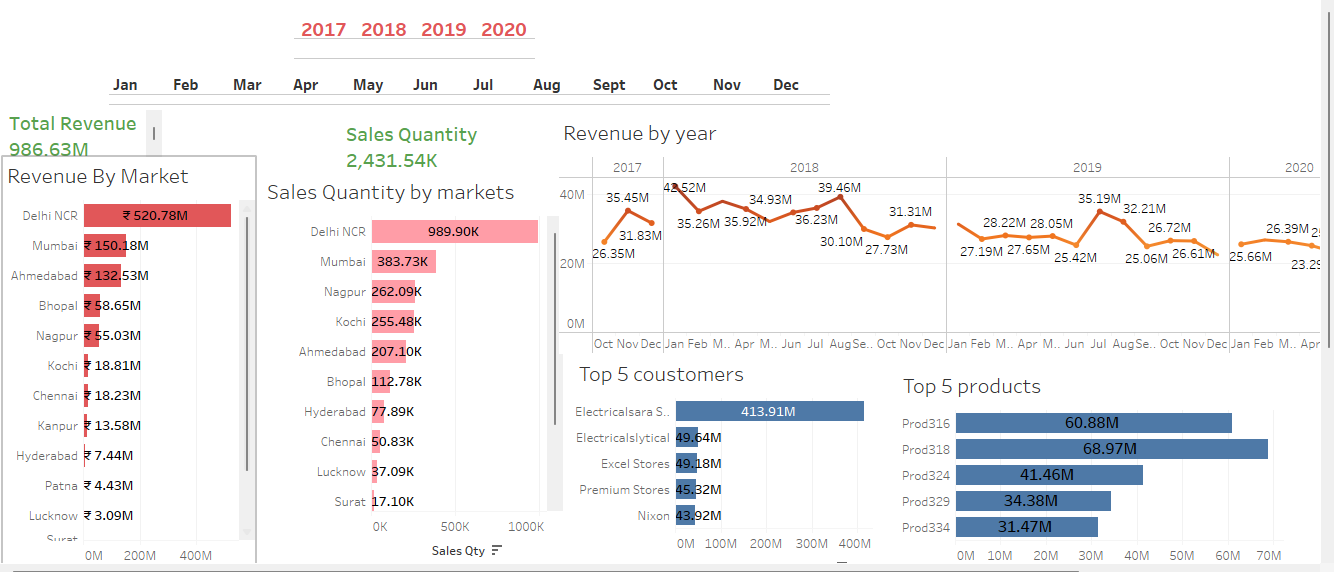 2017 2018 2019 2020
Jan Feb Mar Apr May Jun Jul Aug Sept Oct Nov Dec
Total Revenue
986.63M
Sales Quantity
2,431.54K
Revenue By Market
Delhi NCR ₹ 520.78M
Mumbai ₹ 150.18M
Ahmedabad ₹ 132.53M
Bhopal ₹ 58.65M
Nagpur ₹ 55.03M
Kochi ₹ 18.81M
Chennai ₹ 18.23M
Kanpur ₹ 13.58M
Hyderabad ₹ 7.44M
Patna ₹ 4.43M
Lucknow ₹ 3.09M
Surat
0M 200M 400M
Sales Quantity by markets
Delhi NCR 989.90K
Mumbai 383.73K
Nagpur 262.09K
Kochi 255.48K
Ahmedabad 207.10K
Bhopal 112.78K
Hyderabad 77.89K
Chennai 50.83K
Lucknow 37.09K
Surat 17.10K
0K 500K 1000K
Sales Qty
Revenue by year
2017 2018 2019 2020
40M
20M
0M
26.35M 35.45M 31.83M
42.52M 35.26M 35.92M 34.93M 36.23M 39.46M 30.10M 27.73M 31.31M
27.19M 28.22M 27.65M 28.05M 25.42M 35.19M 32.21M 25.06M 26.72M 26.61M
25.66M 26.39M 23.29
Oct Nov Dec Jan Feb M.. Apr M.. Jun Jul Aug Se.. Oct Nov Dec Jan Feb M.. Apr M.. Jun Jul Aug Se.. Oct Nov Dec Jan Feb M.. Apr
Top 5 coustomers
Electricalsara S.. 413.91M
Electricalslytical 49.64M
Excel Stores 49.18M
Premium Stores 45.32M
Nixon 43.92M
0M 100M 200M 300M 400M
Top 5 products
Prod316 60.88M
Prod318 68.97M
Prod324 41.46M
Prod329 34.38M
Prod334 31.47M
0M 10M 20M 30M 40M 50M 60M 70M